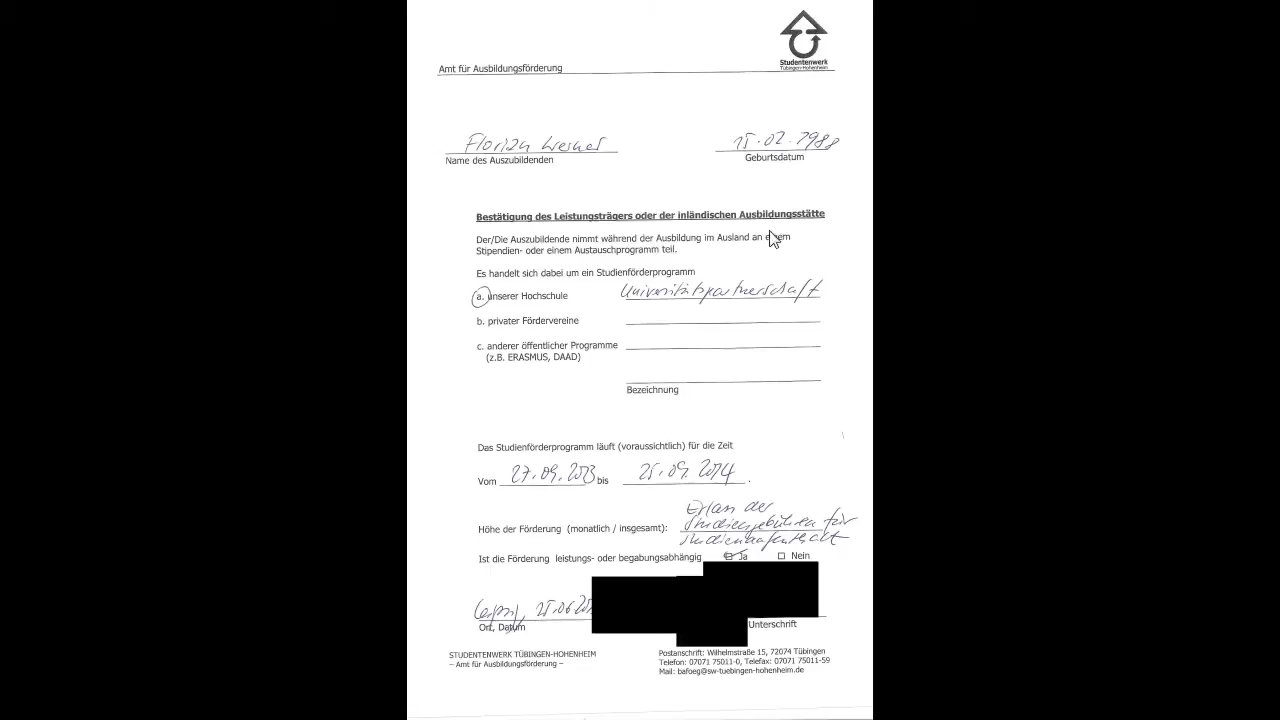 Studentenwerk
Tübingen-Hohenheim
Amt für Ausbildungsförderung
Florian Werner 15.02.1988
Name des Auszubildenden Geburtsdatum
Bestätigung des Leistungsträgers oder der inländischen Ausbildungsstätte
Der/Die Auszubildende nimmt während der Ausbildung im Ausland an einem
Stipendien- oder einem Austauschprogramm teil.
Es handelt sich dabei um ein Studienförderprogramm
a. unserer Hochschule Universitätspartnerschaft
b. privater Fördervereine
c. anderer öffentlicher Programme
(z.B. ERASMUS, DAAD)
Bezeichnung
Das Studienförderprogramm läuft (voraussichtlich) für die Zeit
Vom 27.09.2013 bis 25.09.2014.
Erlass der
Höhe der Förderung (monatlich / insgesamt): Studiengebühren für
Studienaufenthalt
Ist die Förderung leistungs- oder begabungsabhängig Ja Nein
Leipzig, 25.06.20
Ort, Datum Unterschrift
STUDENTENWERK TÜBINGEN-HOHENHEIM
– Amt für Ausbildungsförderung –
Postanschrift: Wilhelmstraße 15, 72074 Tübingen
Telefon: 07071 75011-0, Telefax: 07071 75011-59
Mail: bafoeg@sw-tuebingen-hohenheim.de